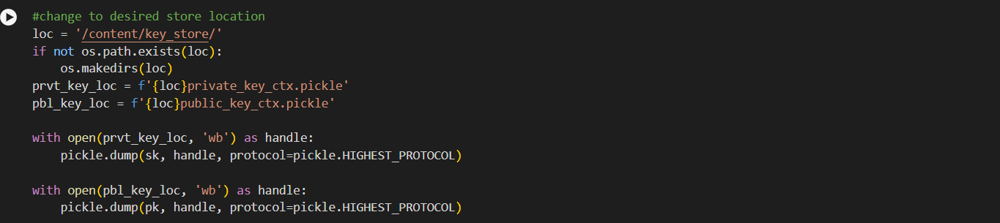 #change to desired store location
loc = '/content/key_store/'
if not os.path.exists(loc):
    os.makedirs(loc)
prvt_key_loc = f'{loc}private_key_ctx.pickle'
pbl_key_loc = f'{loc}public_key_ctx.pickle'

with open(prvt_key_loc, 'wb') as handle:
    pickle.dump(sk, handle, protocol=pickle.HIGHEST_PROTOCOL)

with open(pbl_key_loc, 'wb') as handle:
    pickle.dump(pk, handle, protocol=pickle.HIGHEST_PROTOCOL)